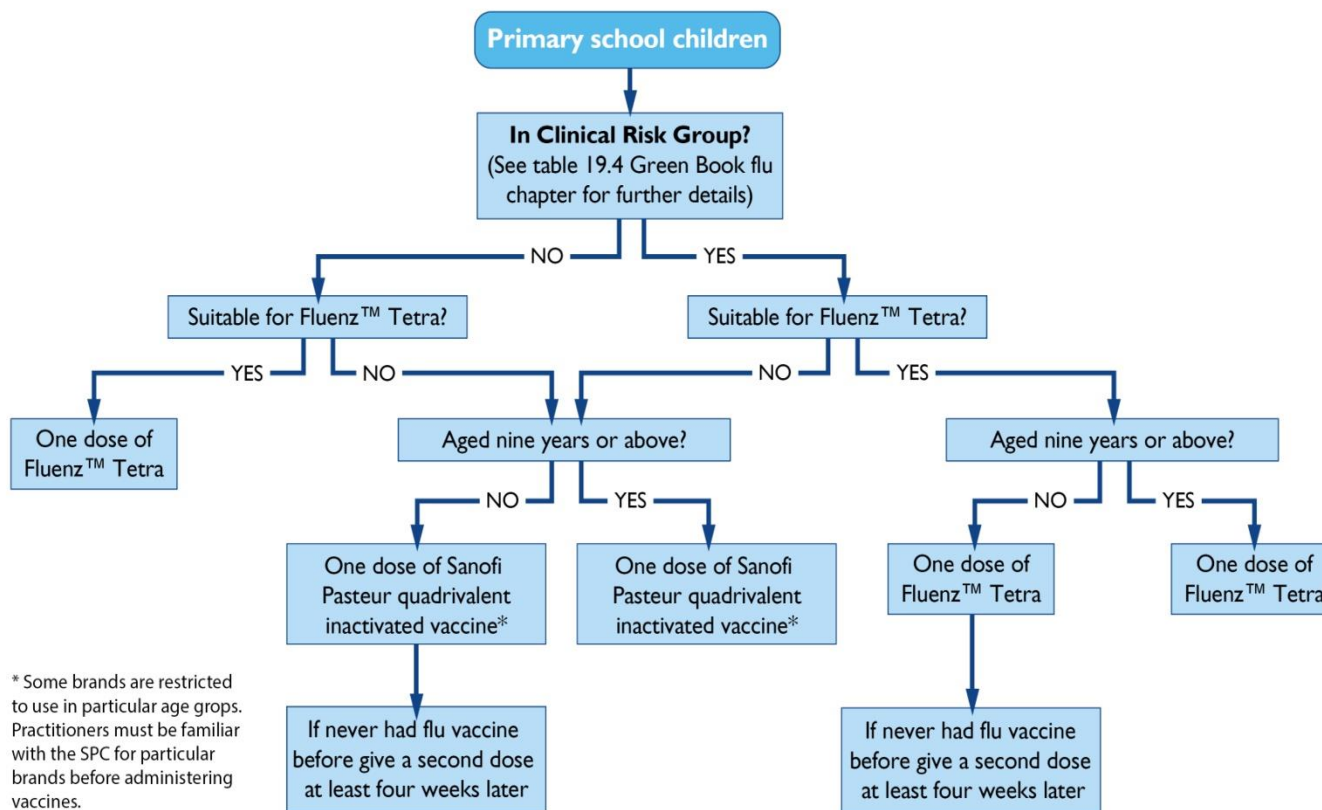 Primary school children
In Clinical Risk Group?
(See table 19.4 Green Book flu
chapter for further details)
NO
YES
Suitable for Fluenz™ Tetra?
Suitable for Fluenz™ Tetra?
YES
NO
NO
YES
One dose of
Fluenz™ Tetra
Aged nine years or above?
Aged nine years or above?
NO
YES
NO
YES
One dose of Sanofi
Pasteur quadrivalent
inactivated vaccine*
One dose of Sanofi
Pasteur quadrivalent
inactivated vaccine*
One dose of
Fluenz™ Tetra
One dose of
Fluenz™ Tetra
If never had flu vaccine
before give a second dose
at least four weeks later
If never had flu vaccine
before give a second dose
at least four weeks later
* Some brands are restricted
to use in particular age grops.
Practitioners must be familiar
with the SPC for particular
brands before administering
vaccines.